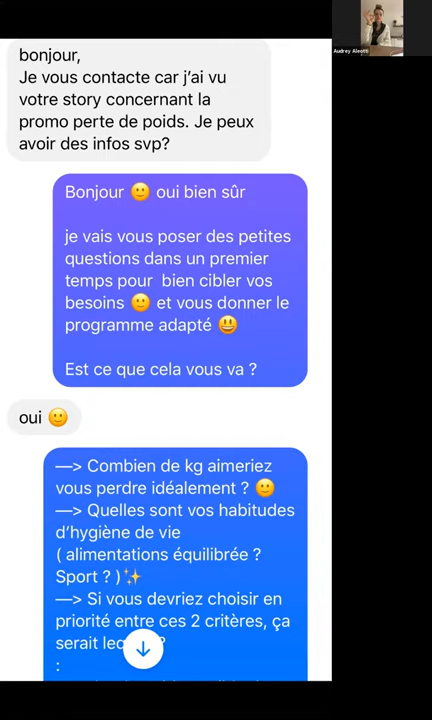 Audrey Aleotti
bonjour,
Je vous contacte car j'ai vu
votre story concernant la
promo perte de poids. Je peux
avoir des infos svp?
Bonjour 🙂 oui bien sûr
je vais vous poser des petites
questions dans un premier
temps pour bien cibler vos
besoins 🙂 et vous donner le
programme adapté 😃
Est ce que cela vous va ?
oui 🙂
—> Combien de kg aimeriez
vous perdre idéalement ? 🙂
—> Quelles sont vos habitudes
d'hygiène de vie
( alimentations équilibrée ?
Sport ? )✨
—> Si vous devriez choisir en
priorité entre ces 2 critères, ça
serait ?
: